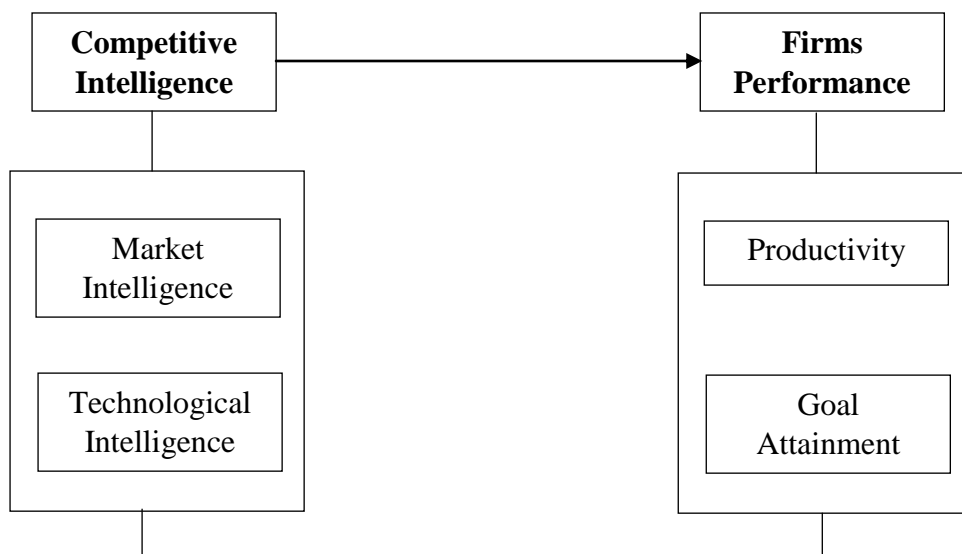 Competitive
Intelligence
Firms
Performance
Market
Intelligence
Productivity
Technological
Intelligence
Goal
Attainment